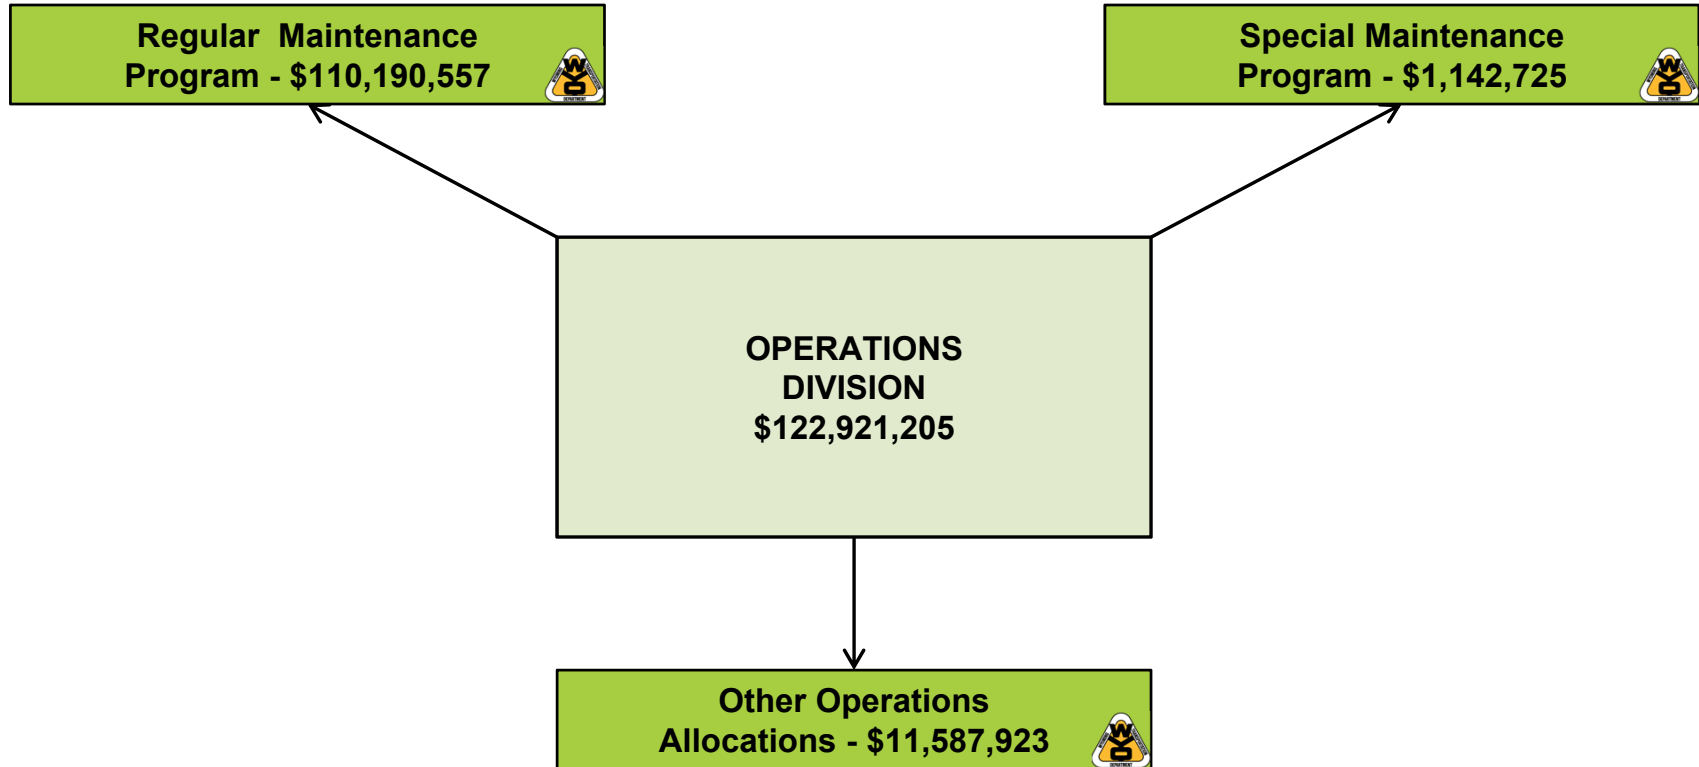 Regular Maintenance
Program - $110,190,557
Special Maintenance
Program - $1,142,725
OPERATIONS
DIVISION
$122,921,205
Other Operations
Allocations - $11,587,923